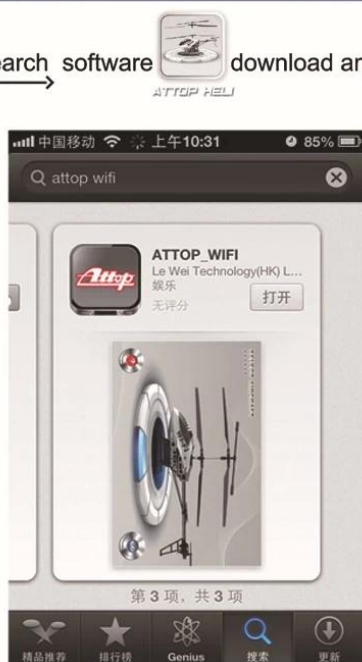 earch software download an
ATTOP HELI
中国移动 上午10:31 85%
attop wifi
ATTOP_WIFI
Le Wei Technology(HK) L...
娱乐
无评分
打开
Attop
第 3 项，共 3 项
精品推荐 排行榜 Genius 搜索 更新